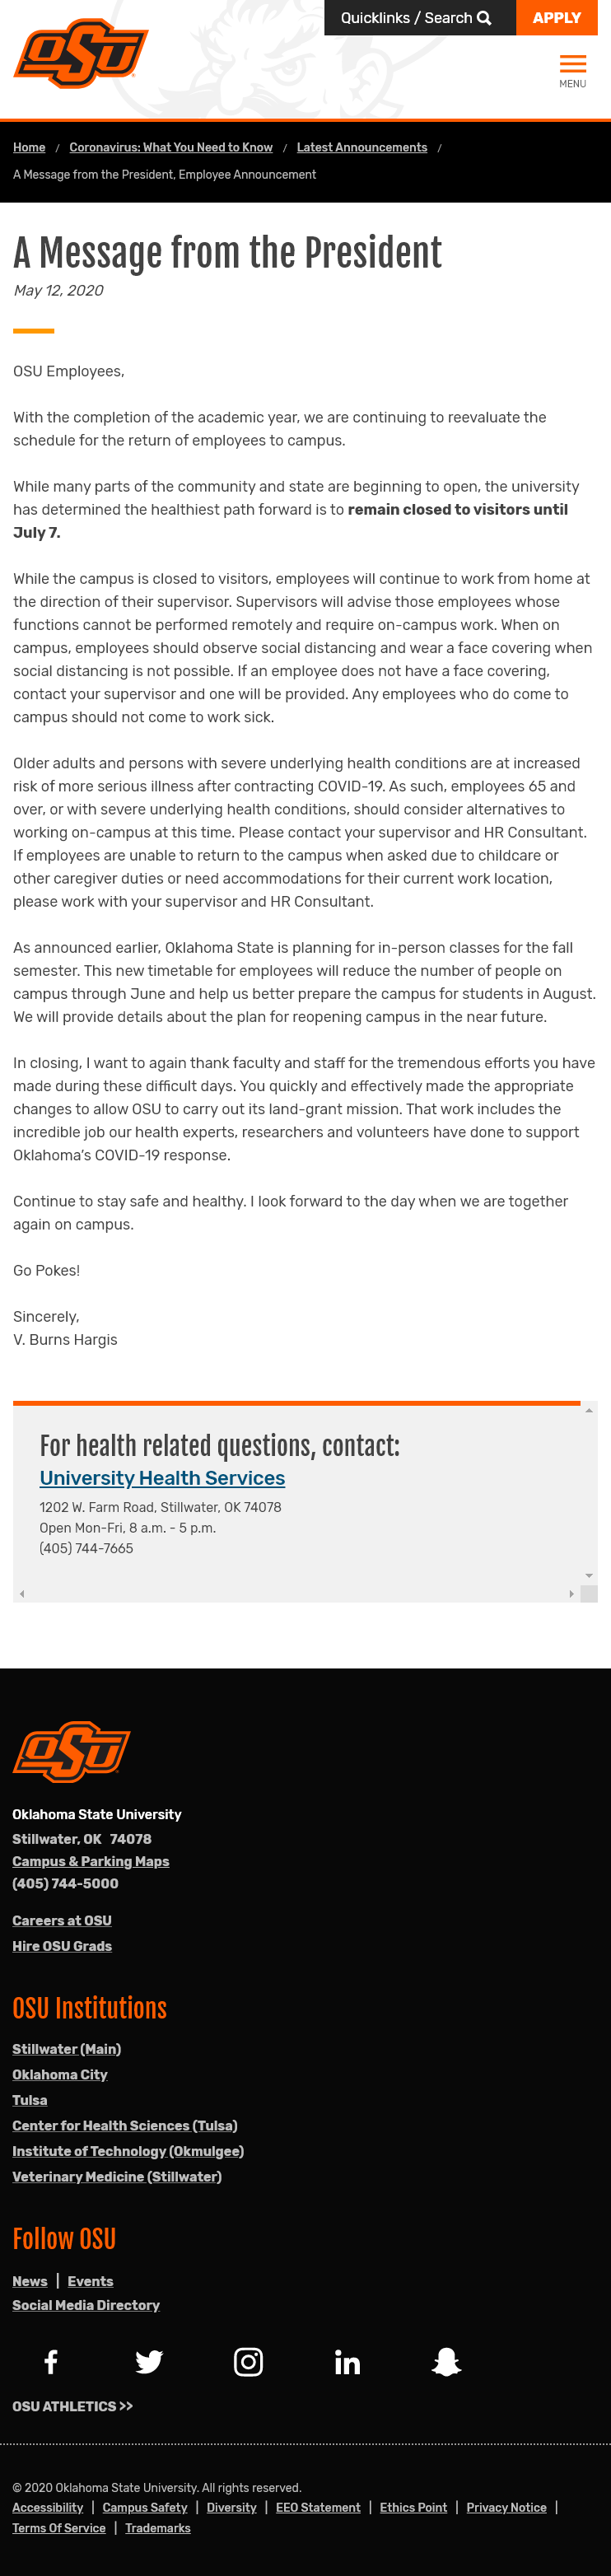 Quicklinks / Search
APPLY
OSU
MENU
Home / Coronavirus: What You Need to Know / Latest Announcements /
A Message from the President, Employee Announcement
A Message from the President
May 12, 2020
OSU Employees,
With the completion of the academic year, we are continuing to reevaluate the
schedule for the return of employees to campus.
While many parts of the community and state are beginning to open, the university
has determined the healthiest path forward is to remain closed to visitors until
July 7.
While the campus is closed to visitors, employees will continue to work from home at
the direction of their supervisor. Supervisors will advise those employees whose
functions cannot be performed remotely and require on-campus work. When on
campus, employees should observe social distancing and wear a face covering when
social distancing is not possible. If an employee does not have a face covering,
contact your supervisor and one will be provided. Any employees who do come to
campus should not come to work sick.
Older adults and persons with severe underlying health conditions are at increased
risk of more serious illness after contracting COVID-19. As such, employees 65 and
over, or with severe underlying health conditions, should consider alternatives to
working on-campus at this time. Please contact your supervisor and HR Consultant.
If employees are unable to return to the campus when asked due to childcare or
other caregiver duties or need accommodations for their current work location,
please work with your supervisor and HR Consultant.
As announced earlier, Oklahoma State is planning for in-person classes for the fall
semester. This new timetable for employees will reduce the number of people on
campus through June and help us better prepare the campus for students in August.
We will provide details about the plan for reopening campus in the near future.
In closing, I want to again thank faculty and staff for the tremendous efforts you have
made during these difficult days. You quickly and effectively made the appropriate
changes to allow OSU to carry out its land-grant mission. That work includes the
incredible job our health experts, researchers and volunteers have done to support
Oklahoma's COVID-19 response.
Continue to stay safe and healthy. I look forward to the day when we are together
again on campus.
Go Pokes!
Sincerely,
V. Burns Hargis
For health related questions, contact:
University Health Services
1202 W. Farm Road, Stillwater, OK 74078
Open Mon-Fri, 8 a.m. - 5 p.m.
(405) 744-7665
OSU
Oklahoma State University
Stillwater, OK 74078
Campus & Parking Maps
(405) 744-5000
Careers at OSU
Hire OSU Grads
OSU Institutions
Stillwater (Main)
Oklahoma City
Tulsa
Center for Health Sciences (Tulsa)
Institute of Technology (Okmulgee)
Veterinary Medicine (Stillwater)
Follow OSU
News | Events
Social Media Directory
OSU ATHLETICS >>
© 2020 Oklahoma State University. All rights reserved.
Accessibility | Campus Safety | Diversity | EEO Statement | Ethics Point | Privacy Notice |
Terms Of Service | Trademarks